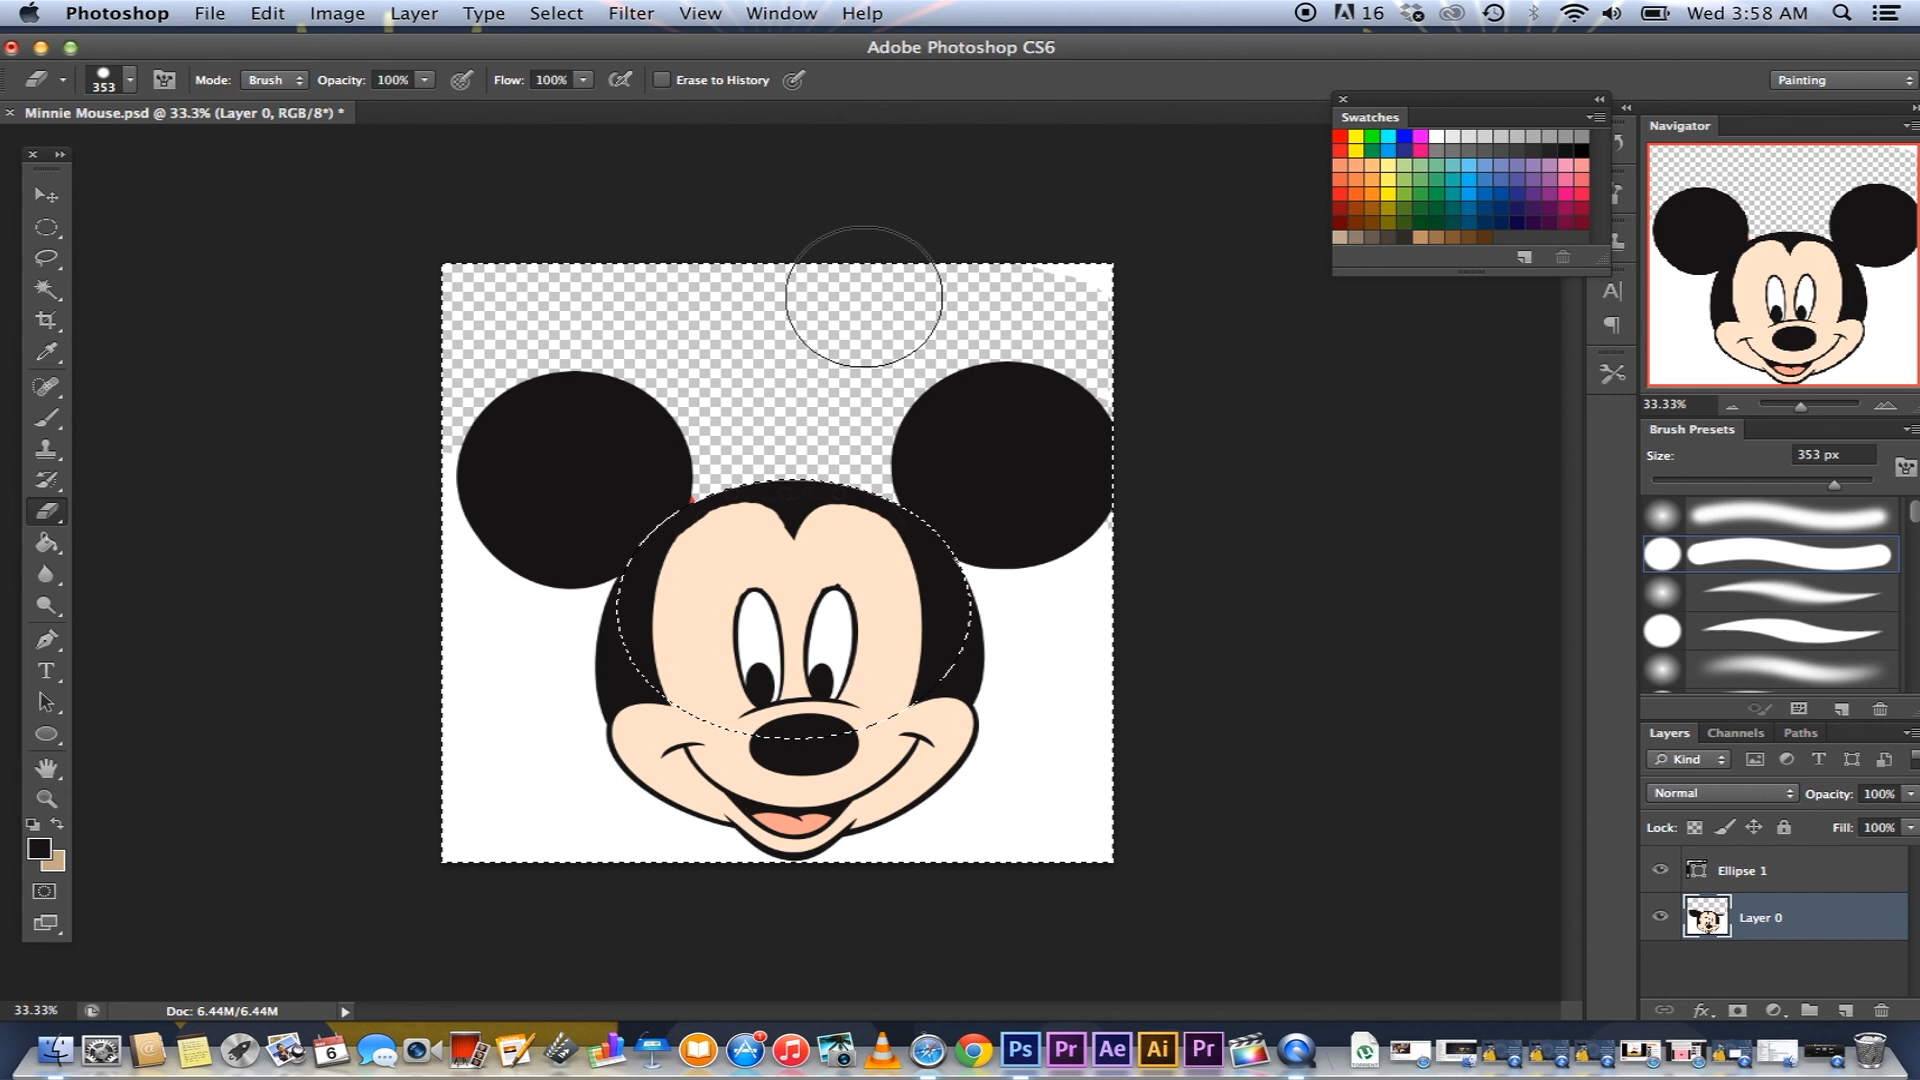 Photoshop File Edit Image Layer Type Select Filter View Window Help 16 Wed 3:58 AM
Adobe Photoshop CS6
353 Mode: Brush Opacity: 100% Flow: 100% Erase to History Painting
Minnie Mouse.psd @ 33.3% (Layer 0, RGB/8*) *
Swatches
Navigator
33.33%
Brush Presets
Size: 353 px
Layers Channels Paths
Kind
Normal Opacity: 100%
Lock: Fill: 100%
Ellipse 1
Layer 0
33.33% Doc: 6.44M/6.44M
6 Ps Pr Ae Ai Pr